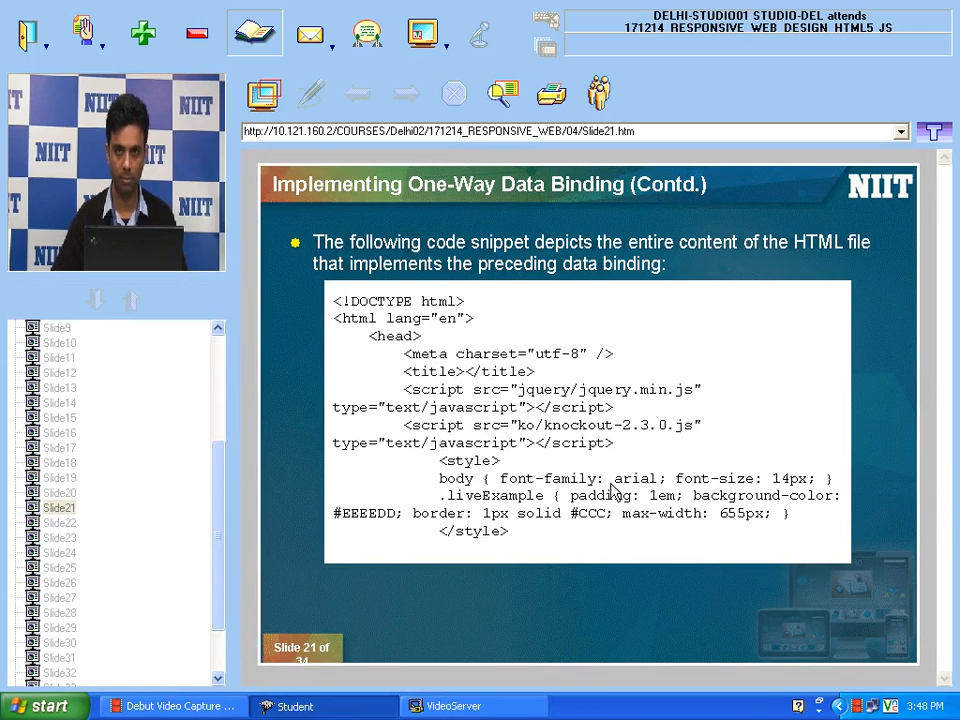 DELHI-STUDIO01 STUDIO-DEL attends
171214_RESPONSIVE_WEB_DESIGN_HTML5_JS
http://10.121.160.2/COURSES/Delhi02/171214_RESPONSIVE_WEB/04/Slide21.htm
T
NIIT
NIIT
NIIT
NIIT
NIIT
Slide9
Slide10
Slide11
Slide12
Slide13
Slide14
Slide15
Slide16
Slide17
Slide18
Slide19
Slide20
Slide21
Slide22
Slide23
Slide24
Slide25
Slide26
Slide27
Slide28
Slide29
Slide30
Slide31
Slide32
Implementing One-Way Data Binding (Contd.)
NIIT
The following code snippet depicts the entire content of the HTML file
that implements the preceding data binding:
<!DOCTYPE html>
<html lang="en">
<head>
<meta charset="utf-8" />
<title></title>
<script src="jquery/jquery.min.js"
type="text/javascript"></script>
<script src="ko/knockout-2.3.0.js"
type="text/javascript"></script>
<style>
body { font-family: arial; font-size: 14px; }
.liveExample { padding: 1em; background-color:
#EEEEDD; border: 1px solid #CCC; max-width: 655px; }
</style>
Slide 21 of
34
start
Debut Video Capture ...
Student
VideoServer
3:48 PM